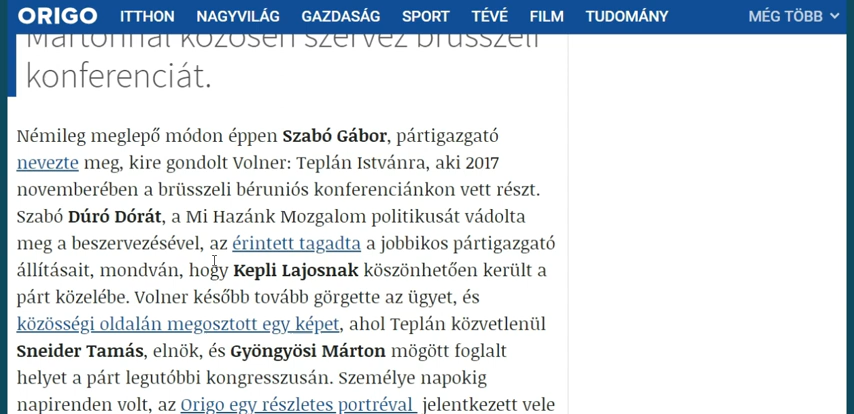 ORIGO ITTHON NAGYVILÁG GAZDASÁG SPORT TÉVÉ FILM TUDOMÁNY MÉG TÖBB
Mártonnal közösen szervez brüsszeli
konferenciát.
Némileg meglepő módon éppen Szabó Gábor, pártigazgató
nevezte meg, kire gondolt Volner: Teplán Istvánra, aki 2017
novemberében a brüsszeli béruniós konferenciánkon vett részt.
Szabó Dúró Dórát, a Mi Hazánk Mozgalom politikusát vádolta
meg a beszervezésével, az érintett tagadta a jobbikos pártigazgató
állításait, mondván, hogy Kepli Lajosnak köszönhetően került a
párt közelébe. Volner később tovább görgette az ügyet, és
közösségi oldalán megosztott egy képet, ahol Teplán közvetlenül
Sneider Tamás, elnök, és Gyöngyösi Márton mögött foglalt
helyet a párt legutóbbi kongresszusán. Személye napokig
napirenden volt, az Origo egy részletes portréval jelentkezett vele